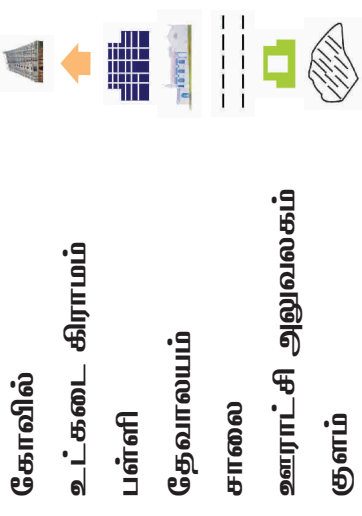 கோவில்
உட்கடை கிராமம்
பள்ளி
தேவாலயம்
சாலை
ஊராட்சி அலுவலகம்
குளம்